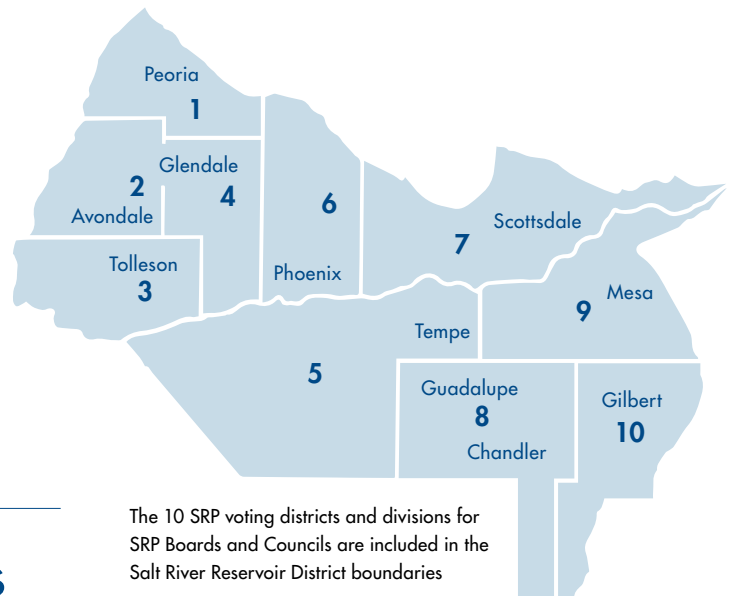 Peoria
1
Glendale
2
4
6
Avondale
Scottsdale
7
Tolleson
3
Phoenix
Mesa
9
Tempe
5
Guadalupe
8
Gilbert
10
Chandler
The 10 SRP voting districts and divisions for
SRP Boards and Councils are included in the
Salt River Reservoir District boundaries
s